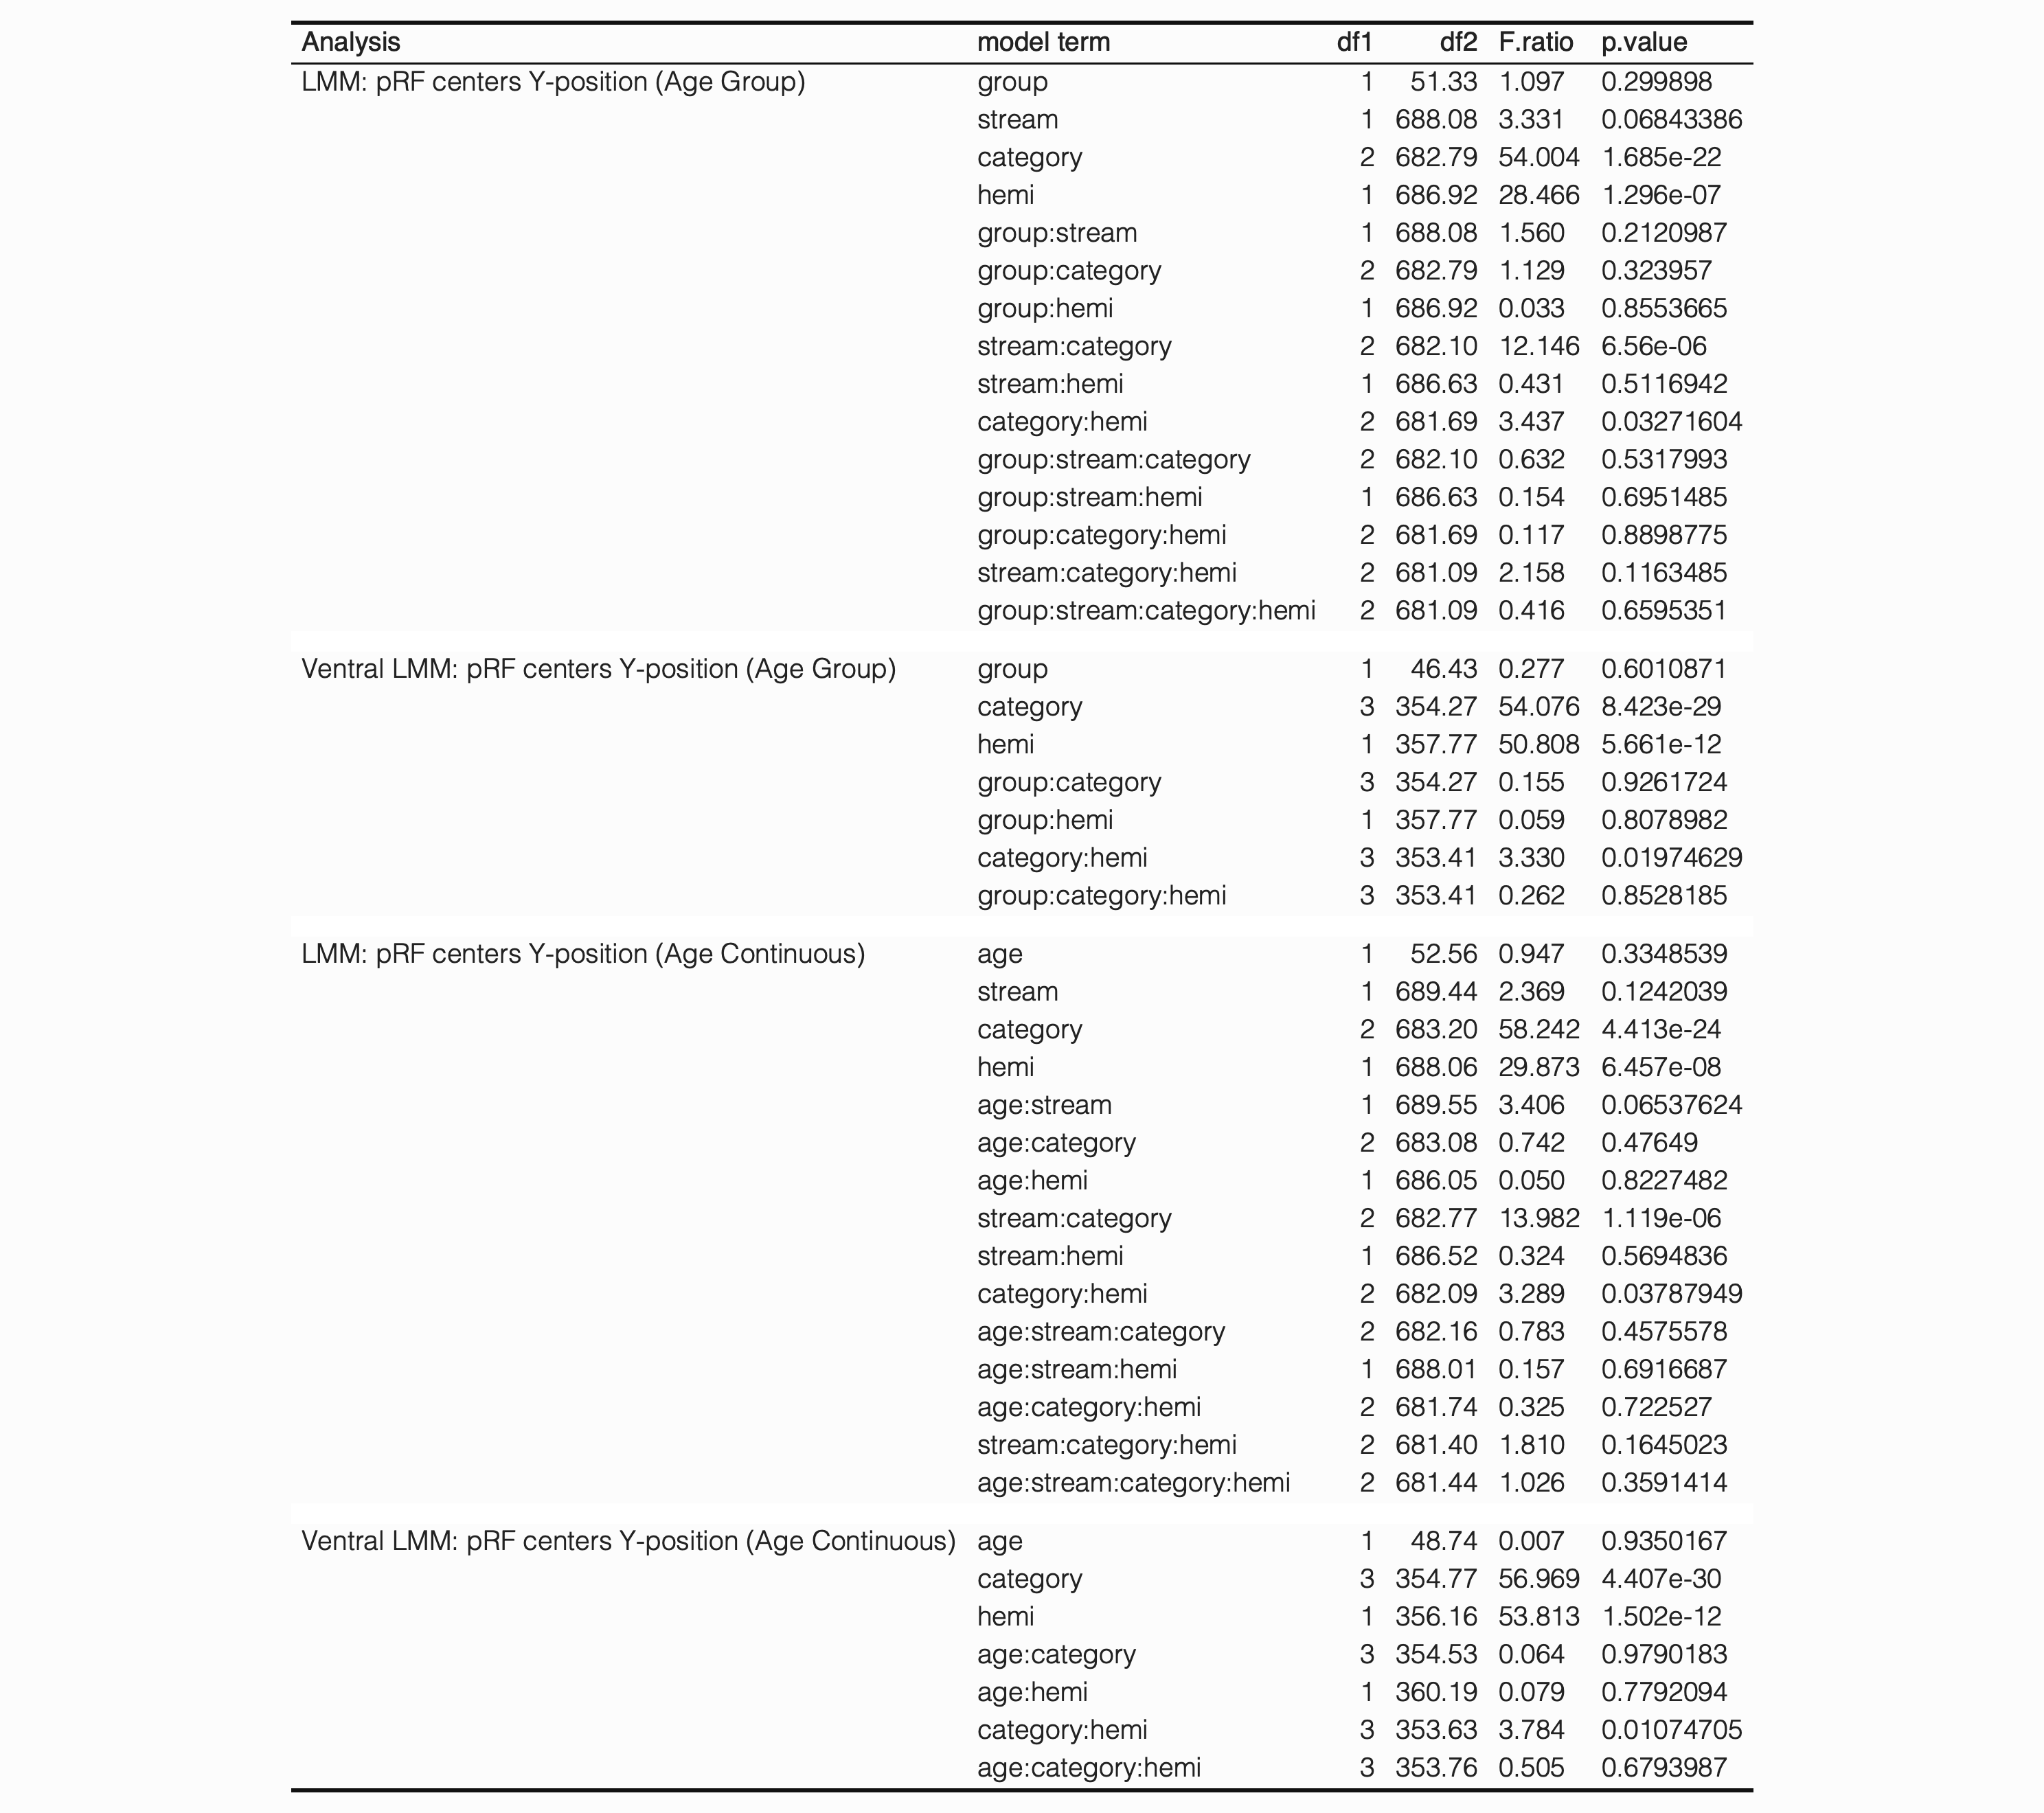 Analysis model term df1 df2 F.ratio p.value
LMM: pRF centers Y-position (Age Group) group 1 51.33 1.097 0.299898
stream 1 688.08 3.331 0.06843386
category 2 682.79 54.004 1.685e-22
hemi 1 686.92 28.466 1.296e-07
group:stream 1 688.08 1.560 0.2120987
group:category 2 682.79 1.129 0.323957
group:hemi 1 686.92 0.033 0.8553665
stream:category 2 682.10 12.146 6.56e-06
stream:hemi 1 686.63 0.431 0.5116942
category:hemi 2 681.69 3.437 0.03271604
group:stream:category 2 682.10 0.632 0.5317993
group:stream:hemi 1 686.63 0.154 0.6951485
group:category:hemi 2 681.69 0.117 0.8898775
stream:category:hemi 2 681.09 2.158 0.1163485
group:stream:category:hemi 2 681.09 0.416 0.6595351
Ventral LMM: pRF centers Y-position (Age Group) group 1 46.43 0.277 0.6010871
category 3 354.27 54.076 8.423e-29
hemi 1 357.77 50.808 5.661e-12
group:category 3 354.27 0.155 0.9261724
group:hemi 1 357.77 0.059 0.8078982
category:hemi 3 353.41 3.330 0.01974629
group:category:hemi 3 353.41 0.262 0.8528185
LMM: pRF centers Y-position (Age Continuous) age 1 52.56 0.947 0.3348539
stream 1 689.44 2.369 0.1242039
category 2 683.20 58.242 4.413e-24
hemi 1 688.06 29.873 6.457e-08
age:stream 1 689.55 3.406 0.06537624
age:category 2 683.08 0.742 0.47649
age:hemi 1 686.05 0.050 0.8227482
stream:category 2 682.77 13.982 1.119e-06
stream:hemi 1 686.52 0.324 0.5694836
category:hemi 2 682.09 3.289 0.03787949
age:stream:category 2 682.16 0.783 0.4575578
age:stream:hemi 1 688.01 0.157 0.6916687
age:category:hemi 2 681.74 0.325 0.722527
stream:category:hemi 2 681.40 1.810 0.1645023
age:stream:category:hemi 2 681.44 1.026 0.3591414
Ventral LMM: pRF centers Y-position (Age Continuous) age 1 48.74 0.007 0.9350167
category 3 354.77 56.969 4.407e-30
hemi 1 356.16 53.813 1.502e-12
age:category 3 354.53 0.064 0.9790183
age:hemi 1 360.19 0.079 0.7792094
category:hemi 3 353.63 3.784 0.01074705
age:category:hemi 3 353.76 0.505 0.6793987